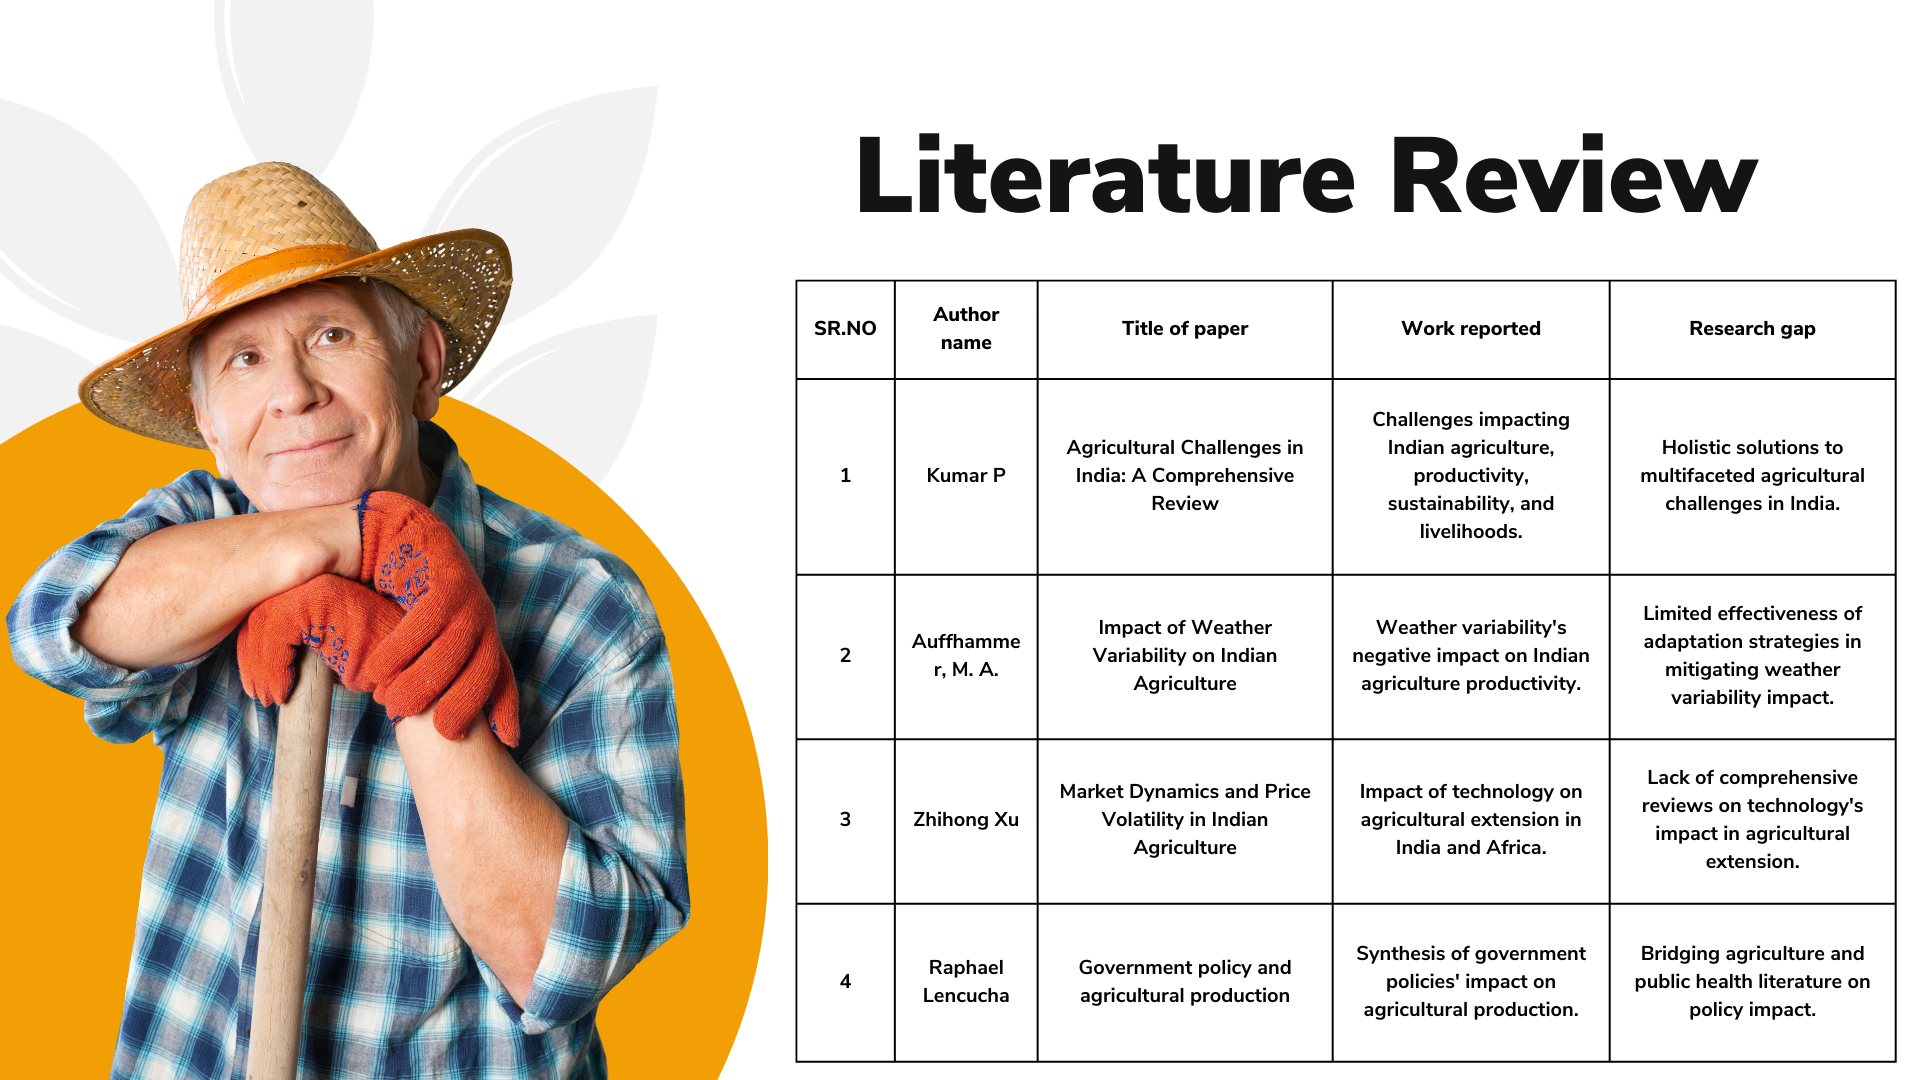 Literature Review
SR.NO
Author
name
Title of paper
Work reported
Research gap
1
Kumar P
Agricultural Challenges in
India: A Comprehensive
Review
Challenges impacting
Indian agriculture,
productivity,
sustainability, and
livelihoods.
Holistic solutions to
multifaceted agricultural
challenges in India.
2
Auffhamme
r, M. A.
Impact of Weather
Variability on Indian
Agriculture
Weather variability's
negative impact on Indian
agriculture productivity.
Limited effectiveness of
adaptation strategies in
mitigating weather
variability impact.
3
Zhihong Xu
Market Dynamics and Price
Volatility in Indian
Agriculture
Impact of technology on
agricultural extension in
India and Africa.
Lack of comprehensive
reviews on technology's
impact in agricultural
extension.
4
Raphael
Lencucha
Government policy and
agricultural production
Synthesis of government
policies' impact on
agricultural production.
Bridging agriculture and
public health literature on
policy impact.